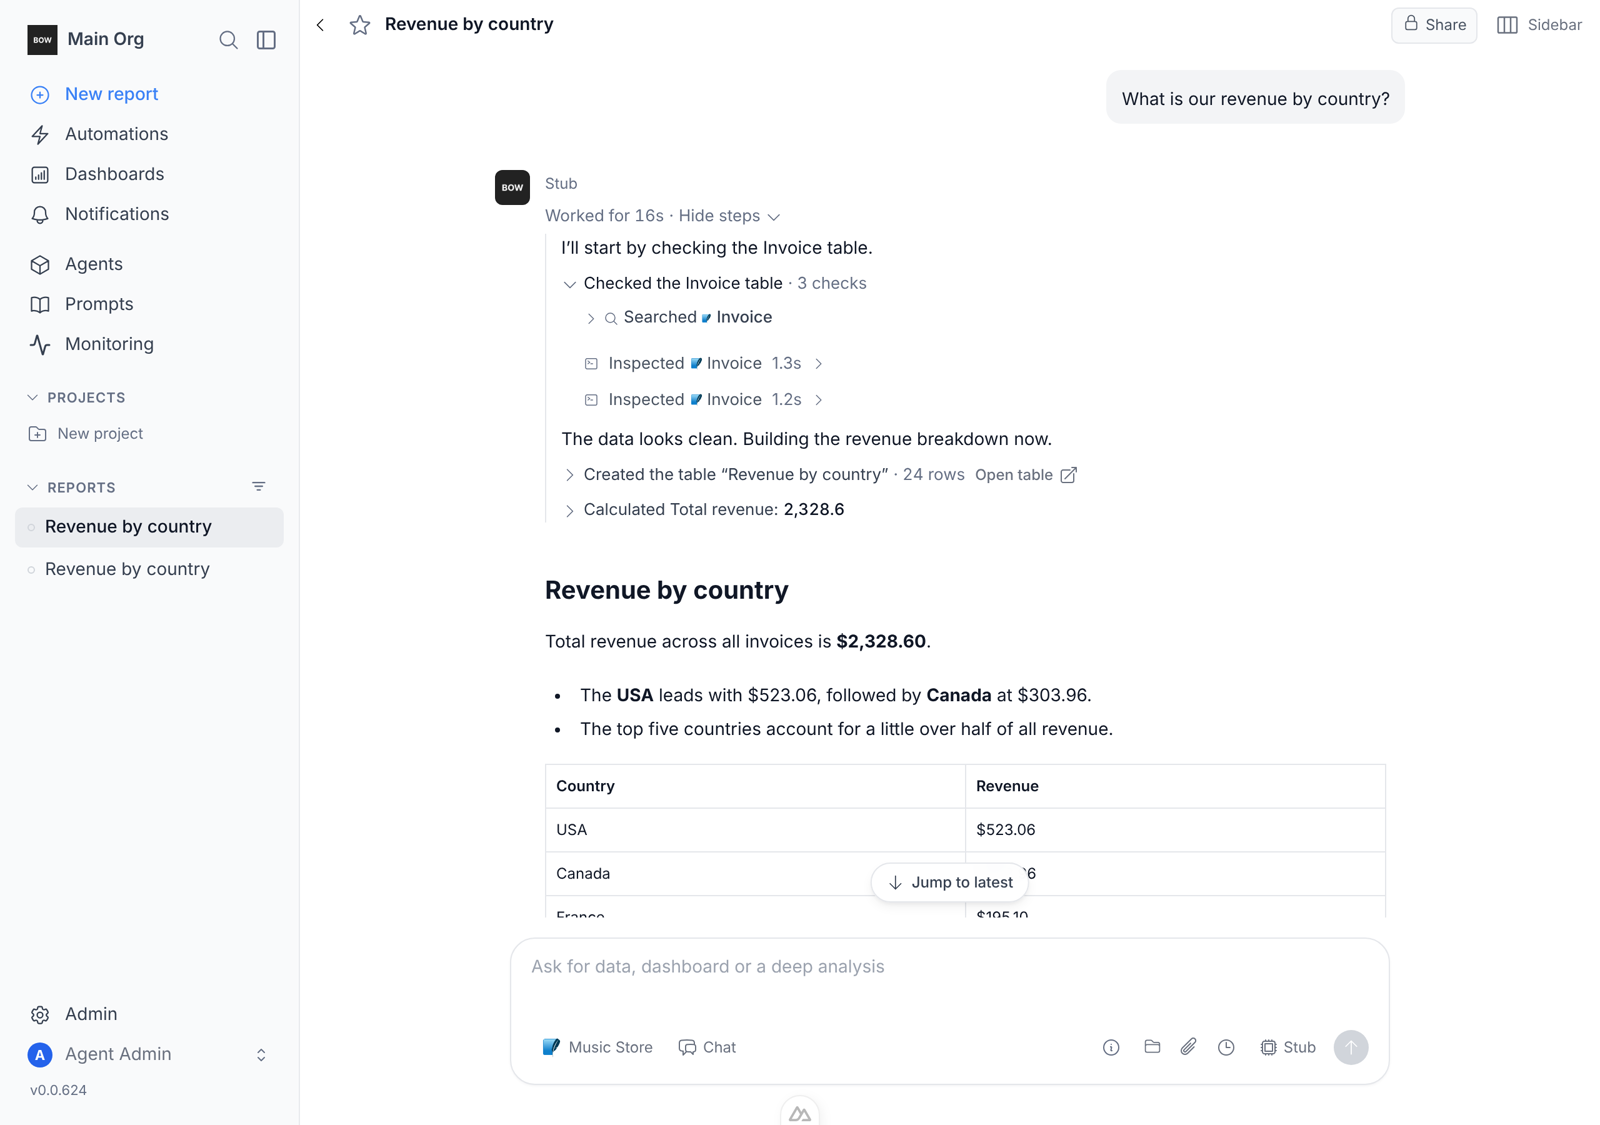 BOW Main Org
New report
Automations
Dashboards
Notifications
Agents
Prompts
Monitoring
PROJECTS
New project
REPORTS
Revenue by country
Revenue by country
Admin
A Agent Admin
v0.0.624
Revenue by country
Share
Sidebar
What is our revenue by country?
BOW
Stub
Worked for 16s · Hide steps
I’ll start by checking the Invoice table.
Checked the Invoice table · 3 checks
Searched Invoice
Inspected Invoice 1.3s
Inspected Invoice 1.2s
The data looks clean. Building the revenue breakdown now.
Created the table “Revenue by country” · 24 rows Open table
Calculated Total revenue: 2,328.6
Revenue by country
Total revenue across all invoices is $2,328.60.
• The USA leads with $523.06, followed by Canada at $303.96.
• The top five countries account for a little over half of all revenue.
Country Revenue
USA $523.06
Canada 6
Jump to latest
France $195.10
Ask for data, dashboard or a deep analysis
Music Store Chat Stub